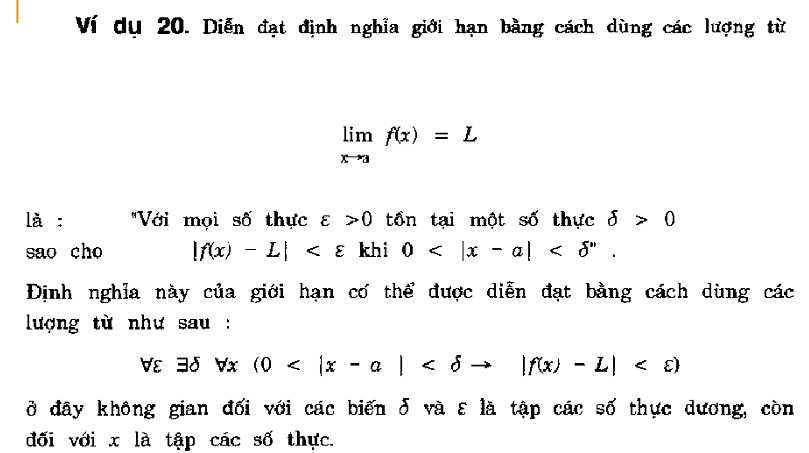 Ví dụ 20. Diễn đạt định nghĩa giới hạn bằng cách dùng các lượng từ
lim f(x) = L
x→a
là : "Với mọi số thực ε >0 tồn tại một số thực δ > 0
sao cho |f(x) − L| < ε khi 0 < |x − a| < δ" .
Định nghĩa này của giới hạn có thể được diễn đạt bằng cách dùng các
lượng từ như sau :
∀ε ∃δ ∀x (0 < |x − a | < δ → |f(x) − L| < ε)
ở đây không gian đối với các biến δ và ε là tập các số thực dương, còn
đối với x là tập các số thực.